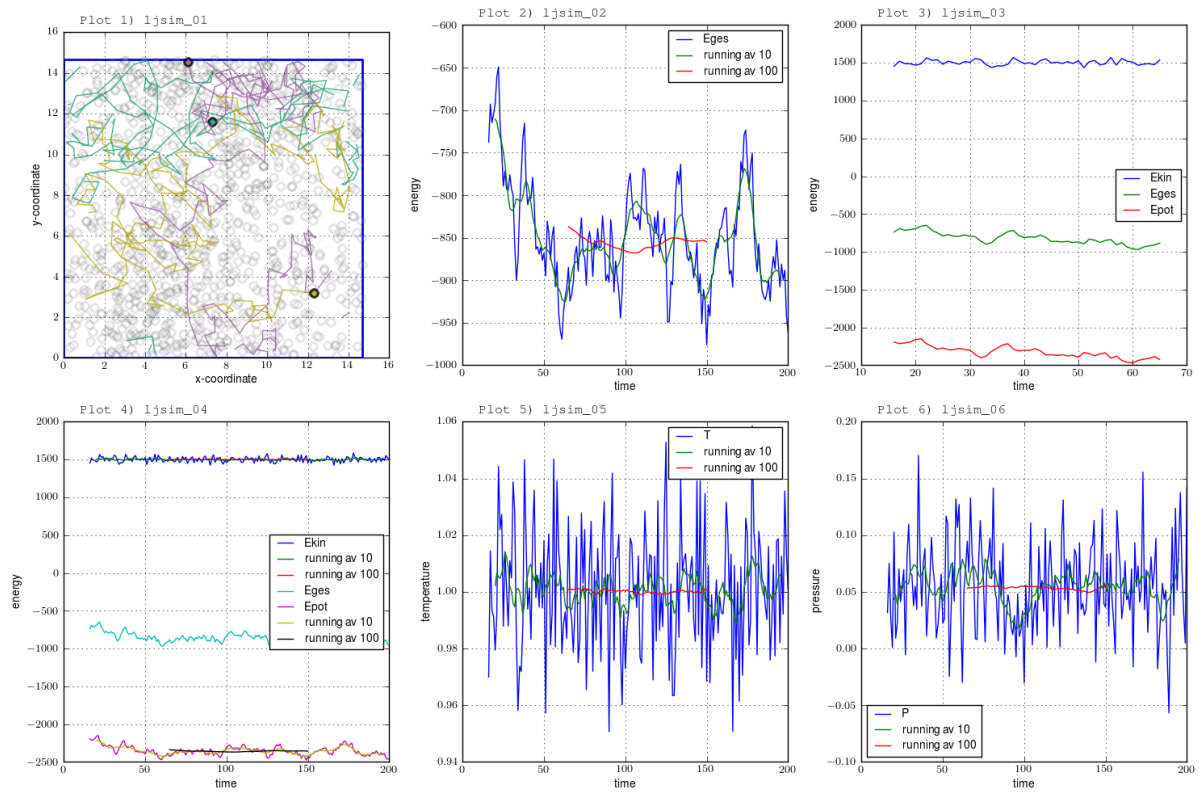 Plot 1) ljsim_01
16
14
12
10
8
6
4
2
0
0 2 4 6 8 10 12 14 16
y-coordinate
x-coordinate
Plot 2) ljsim_02
Eges
running av 10
running av 100
−600
−650
−700
−750
−800
−850
−900
−950
−1000
0 50 100 150 200
energy
time
Plot 3) ljsim_03
2000
1500
1000
500
0
−500
−1000
−1500
−2000
−2500
10 20 30 40 50 60 70
Ekin
Eges
Epot
energy
time
Plot 4) ljsim_04
2000
1500
1000
500
0
−500
−1000
−1500
−2000
−2500
0 50 100 150 200
Ekin
running av 10
running av 100
Eges
Epot
running av 10
running av 100
energy
time
Plot 5) ljsim_05
T
running av 10
running av 100
1.06
1.04
1.02
1.00
0.98
0.96
0.94
0 50 100 150 200
temperature
time
Plot 6) ljsim_06
0.20
0.15
0.10
0.05
0.00
−0.05
−0.10
0 50 100 150 200
P
running av 10
running av 100
pressure
time